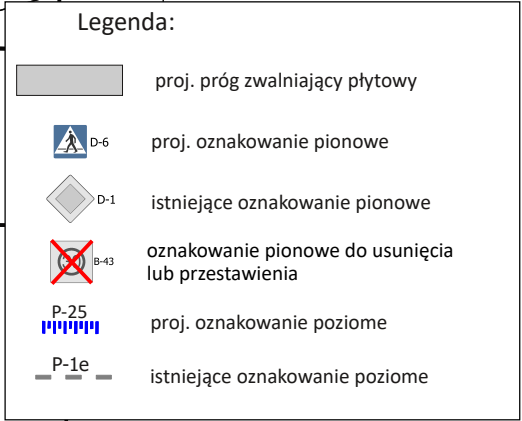 Legenda:
proj. próg zwalniający płytowy
D-6
proj. oznakowanie pionowe
D-1
istniejące oznakowanie pionowe
B-43
oznakowanie pionowe do usunięcia
lub przestawienia
P-25
proj. oznakowanie poziome
P-1e
istniejące oznakowanie poziome